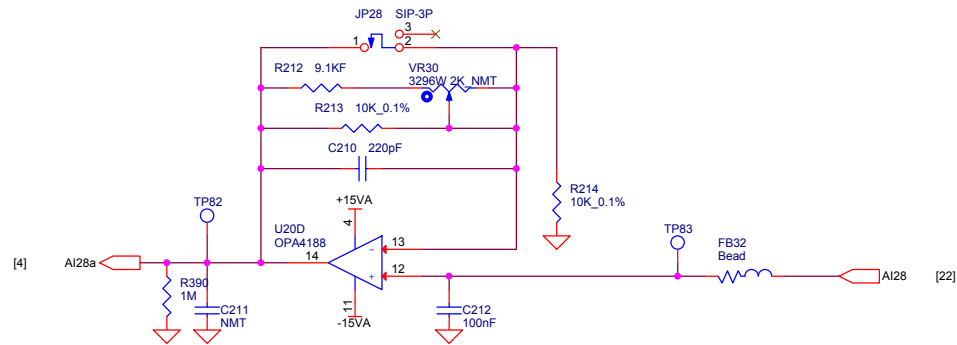 JP28 SIP-3P
3
1 2
R212 9.1KF VR30
3296W 2K_NMT
R213 10K_0.1%
C210 220pF
R214
10K_0.1%
+15VA
TP82
4
U20D
OPA4188
TP83
FB32
Bead
13
14
12
[4] AI28a
AI28 [22]
R390
1M
C211
NMT
11
-15VA
C212
100nF